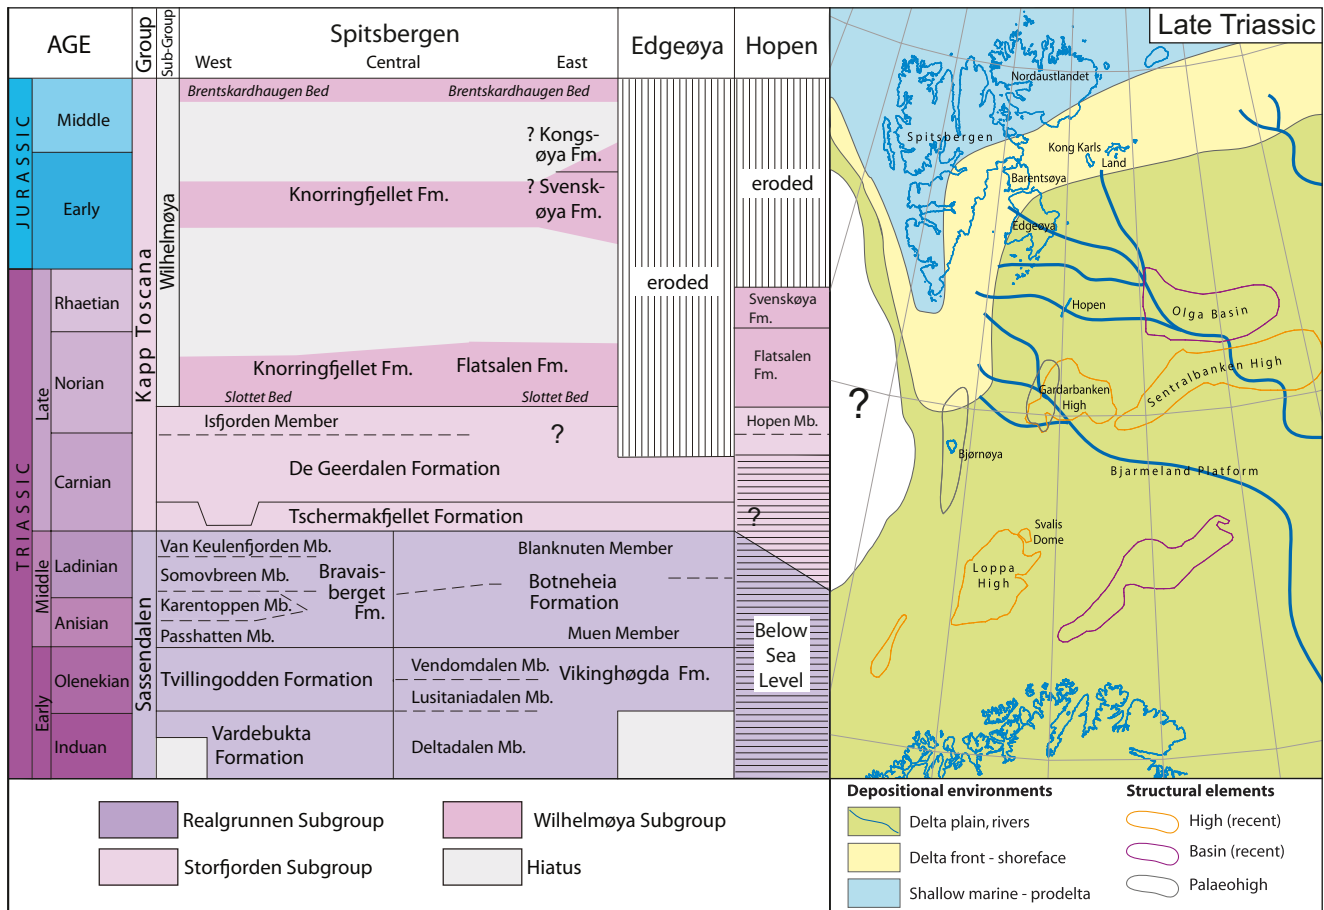 AGE
Group
Sub-Group
Spitsbergen
West
Central
East
Edgeøya
Hopen
JURASSIC
Middle
Early
TRIASSIC
Late
Rhaetian
Norian
Carnian
Middle
Ladinian
Anisian
Early
Olenekian
Induan
Kapp Toscana
Sassendalen
Wilhelmøya
Brentskardhaugen Bed
Brentskardhaugen Bed
? Kongs-
øya Fm.
Knorringfjellet Fm.
? Svensk-
øya Fm.
Knorringfjellet Fm.
Flatsalen Fm.
Slottet Bed
Slottet Bed
Isfjorden Member
?
De Geerdalen Formation
Tschermakfjellet Formation
Van Keulenfjorden Mb.
Somovbreen Mb.
Karentoppen Mb.
Passhatten Mb.
Bravais-
berget
Fm.
Blanknuten Member
Botneheia
Formation
Muen Member
Tvillingodden Formation
Vendomdalen Mb.
Lusitaniadalen Mb.
Vikinghøgda Fm.
Vardebukta
Formation
Deltadalen Mb.
eroded
eroded
Svenskøya
Fm.
Flatsalen
Fm.
Hopen Mb.
?
Below
Sea
Level
Realgrunnen Subgroup
Storfjorden Subgroup
Wilhelmøya Subgroup
Hiatus
Late Triassic
Nordaustlandet
Spitsbergen
Kong Karls
Land
Barentsøya
Edgeøya
Hopen
Olga Basin
Sentralbanken High
Gardarbanken
High
?
Bjørnøya
Bjarmeland Platform
Svalis
Dome
Loppa
High
Depositional environments
Delta plain, rivers
Delta front - shoreface
Shallow marine - prodelta
Structural elements
High (recent)
Basin (recent)
Palaeohigh